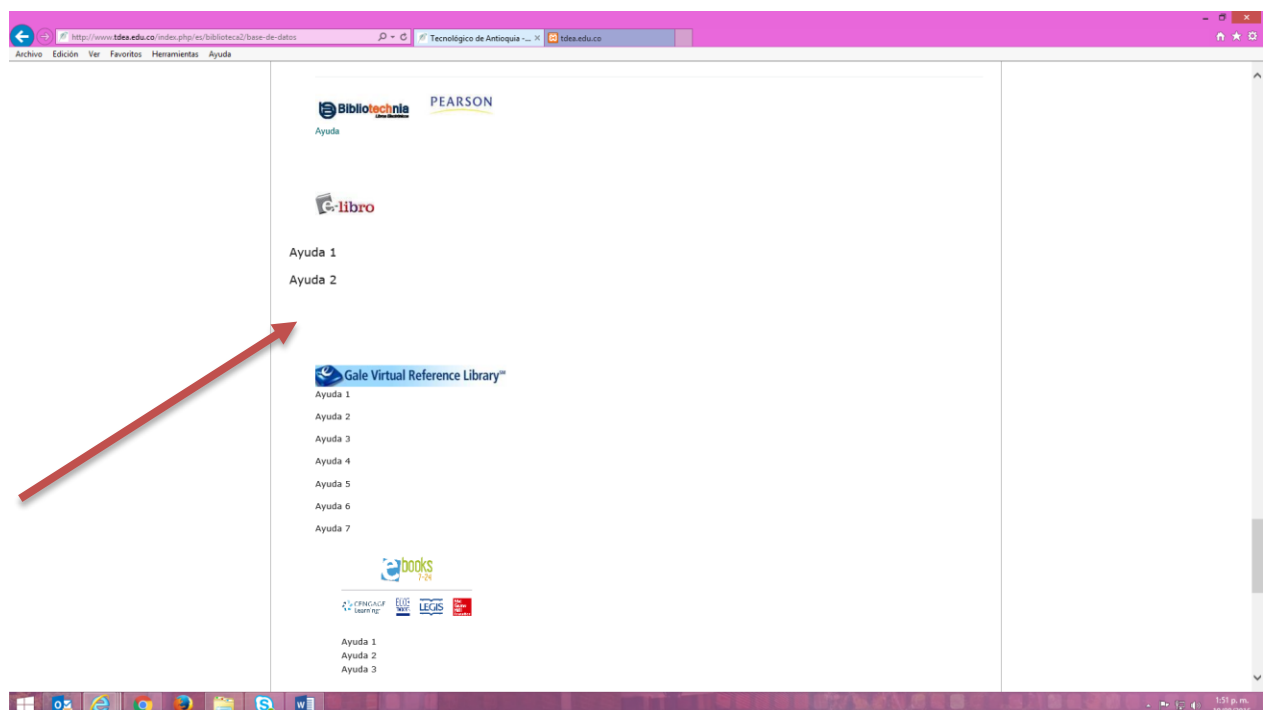 http://www.tdea.edu.co/index.php/es/biblioteca2/base-de-datos
Tecnológico de Antioquia -...
tdea.edu.co
Archivo Edición Ver Favoritos Herramientas Ayuda
Bibliotechnia
PEARSON
Ayuda
e-libro
Ayuda 1
Ayuda 2
Gale Virtual Reference Library
Ayuda 1
Ayuda 2
Ayuda 3
Ayuda 4
Ayuda 5
Ayuda 6
Ayuda 7
ebooks
7-24
CENGAGE
Learning
LEGIS
Ayuda 1
Ayuda 2
Ayuda 3
1:51 p. m.